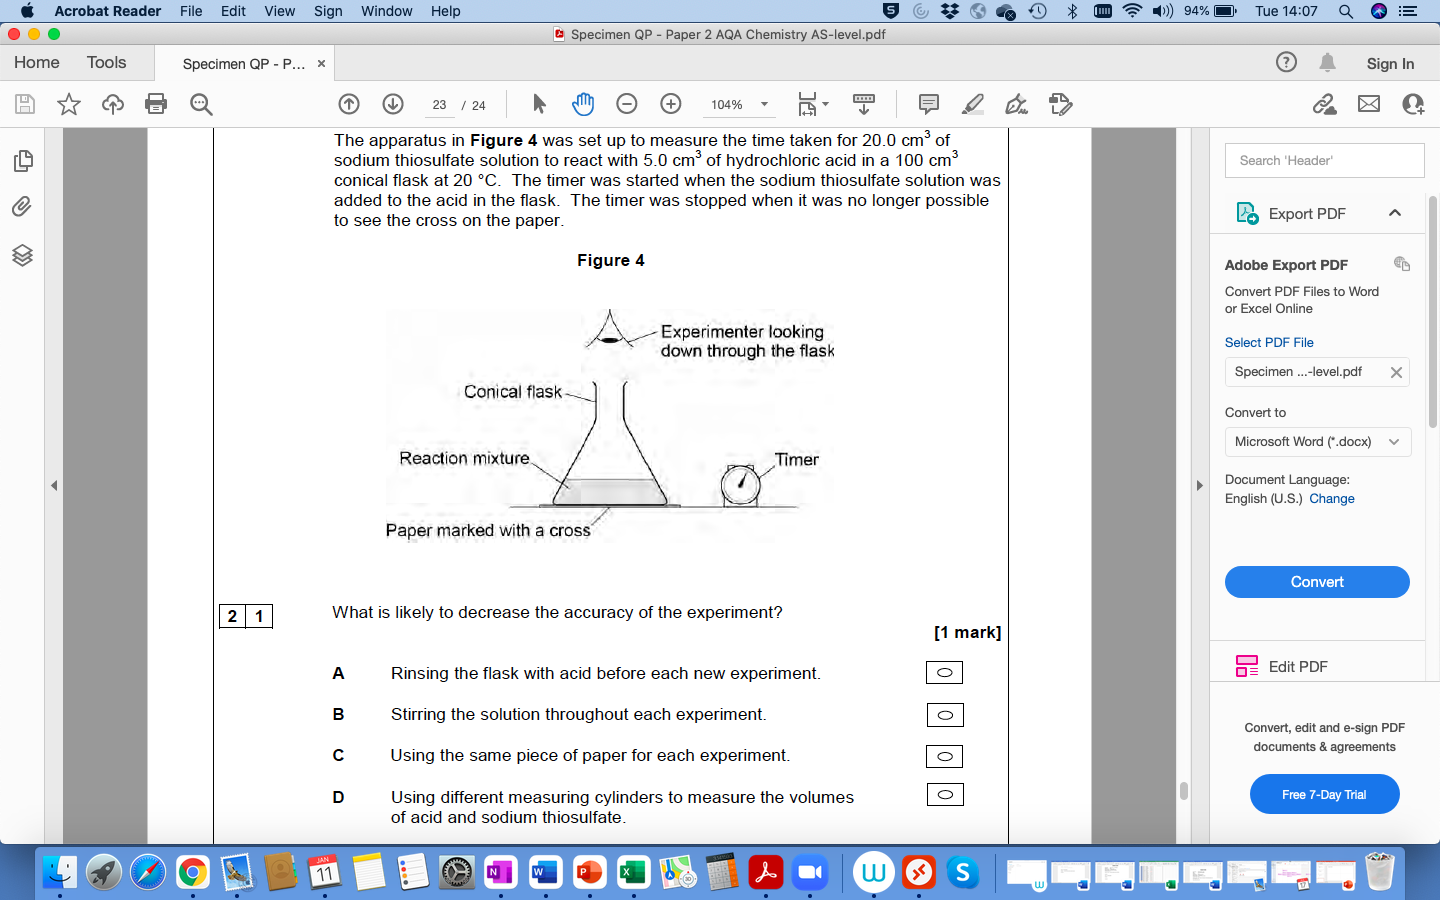 Acrobat Reader File Edit View Sign Window Help 94% Tue 14:07
Specimen QP - Paper 2 AQA Chemistry AS-level.pdf
Home Tools Specimen QP - P... × Sign In
23 / 24 104%
The apparatus in Figure 4 was set up to measure the time taken for 20.0 cm³ of
sodium thiosulfate solution to react with 5.0 cm³ of hydrochloric acid in a 100 cm³
conical flask at 20 °C. The timer was started when the sodium thiosulfate solution was
added to the acid in the flask. The timer was stopped when it was no longer possible
to see the cross on the paper.
Figure 4
Experimenter looking
down through the flask
Conical flask
Reaction mixture
Timer
Paper marked with a cross
2 1 What is likely to decrease the accuracy of the experiment?
[1 mark]
A Rinsing the flask with acid before each new experiment.
B Stirring the solution throughout each experiment.
C Using the same piece of paper for each experiment.
D Using different measuring cylinders to measure the volumes
of acid and sodium thiosulfate.
Search 'Header'
Export PDF
Adobe Export PDF
Convert PDF Files to Word
or Excel Online
Select PDF File
Specimen ...-level.pdf
Convert to
Microsoft Word (*.docx)
Document Language:
English (U.S.) Change
Convert
Edit PDF
Convert, edit and e-sign PDF
documents & agreements
Free 7-Day Trial
JAN
11